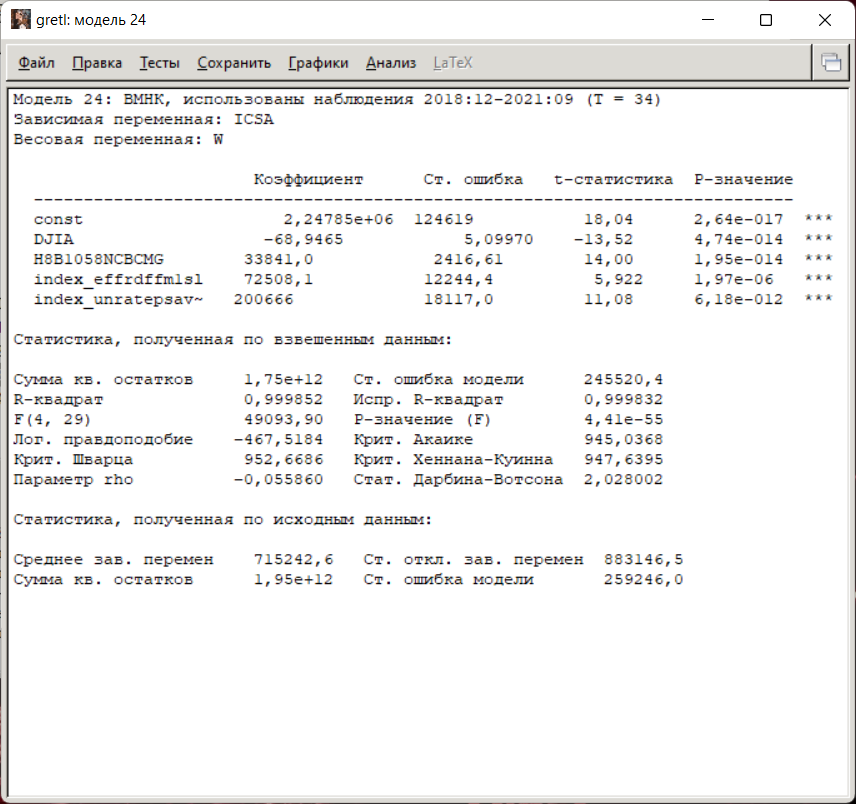 gretl: модель 24
Файл Правка Тесты Сохранить Графики Анализ LaTeX
Модель 24: ВМНК, использованы наблюдения 2018:12-2021:09 (T = 34)
Зависимая переменная: ICSA
Весовая переменная: W
Коэффициент Ст. ошибка t-статистика P-значение
-----------------------------------------------------------------------------
const 2,24785e+06 124619 18,04 2,64e-017 ***
DJIA −68,9465 5,09970 −13,52 4,74e-014 ***
H8B1058NCBCMG 33841,0 2416,61 14,00 1,95e-014 ***
index_effrdffm1sl 72508,1 12244,4 5,922 1,97e-06 ***
index_unratepsav~ 200666 18117,0 11,08 6,18e-012 ***
Статистика, полученная по взвешенным данным:
Сумма кв. остатков 1,75e+12 Ст. ошибка модели 245520,4
R-квадрат 0,999852 Испр. R-квадрат 0,999832
F(4, 29) 49093,90 P-значение (F) 4,41e-55
Лог. правдоподобие −467,5184 Крит. Акаике 945,0368
Крит. Шварца 952,6686 Крит. Хеннана-Куинна 947,6395
Параметр rho −0,055860 Стат. Дарбина-Вотсона 2,028002
Статистика, полученная по исходным данным:
Среднее зав. перемен 715242,6 Ст. откл. зав. перемен 883146,5
Сумма кв. остатков 1,95e+12 Ст. ошибка модели 259246,0